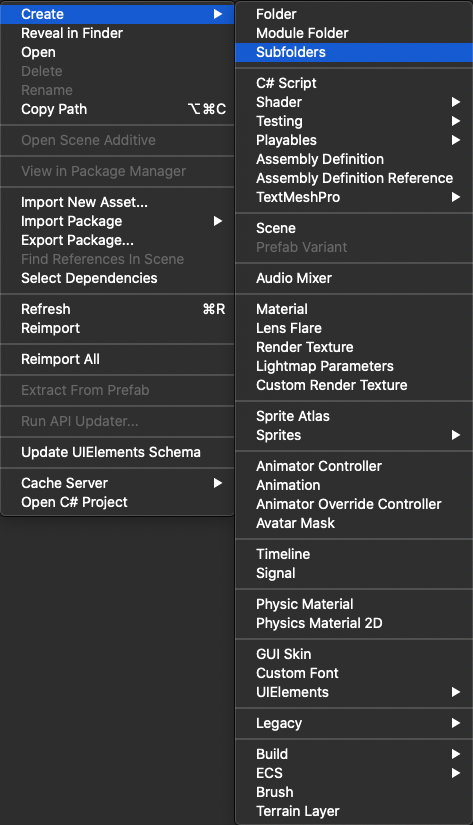 Create
Reveal in Finder
Open
Delete
Rename
Copy Path ⌥⌘C
Open Scene Additive
View in Package Manager
Import New Asset...
Import Package
Export Package...
Find References In Scene
Select Dependencies
Refresh ⌘R
Reimport
Reimport All
Extract From Prefab
Run API Updater...
Update UIElements Schema
Cache Server
Open C# Project
Folder
Module Folder
Subfolders
C# Script
Shader
Testing
Playables
Assembly Definition
Assembly Definition Reference
TextMeshPro
Scene
Prefab Variant
Audio Mixer
Material
Lens Flare
Render Texture
Lightmap Parameters
Custom Render Texture
Sprite Atlas
Sprites
Animator Controller
Animation
Animator Override Controller
Avatar Mask
Timeline
Signal
Physic Material
Physics Material 2D
GUI Skin
Custom Font
UIElements
Legacy
Build
ECS
Brush
Terrain Layer